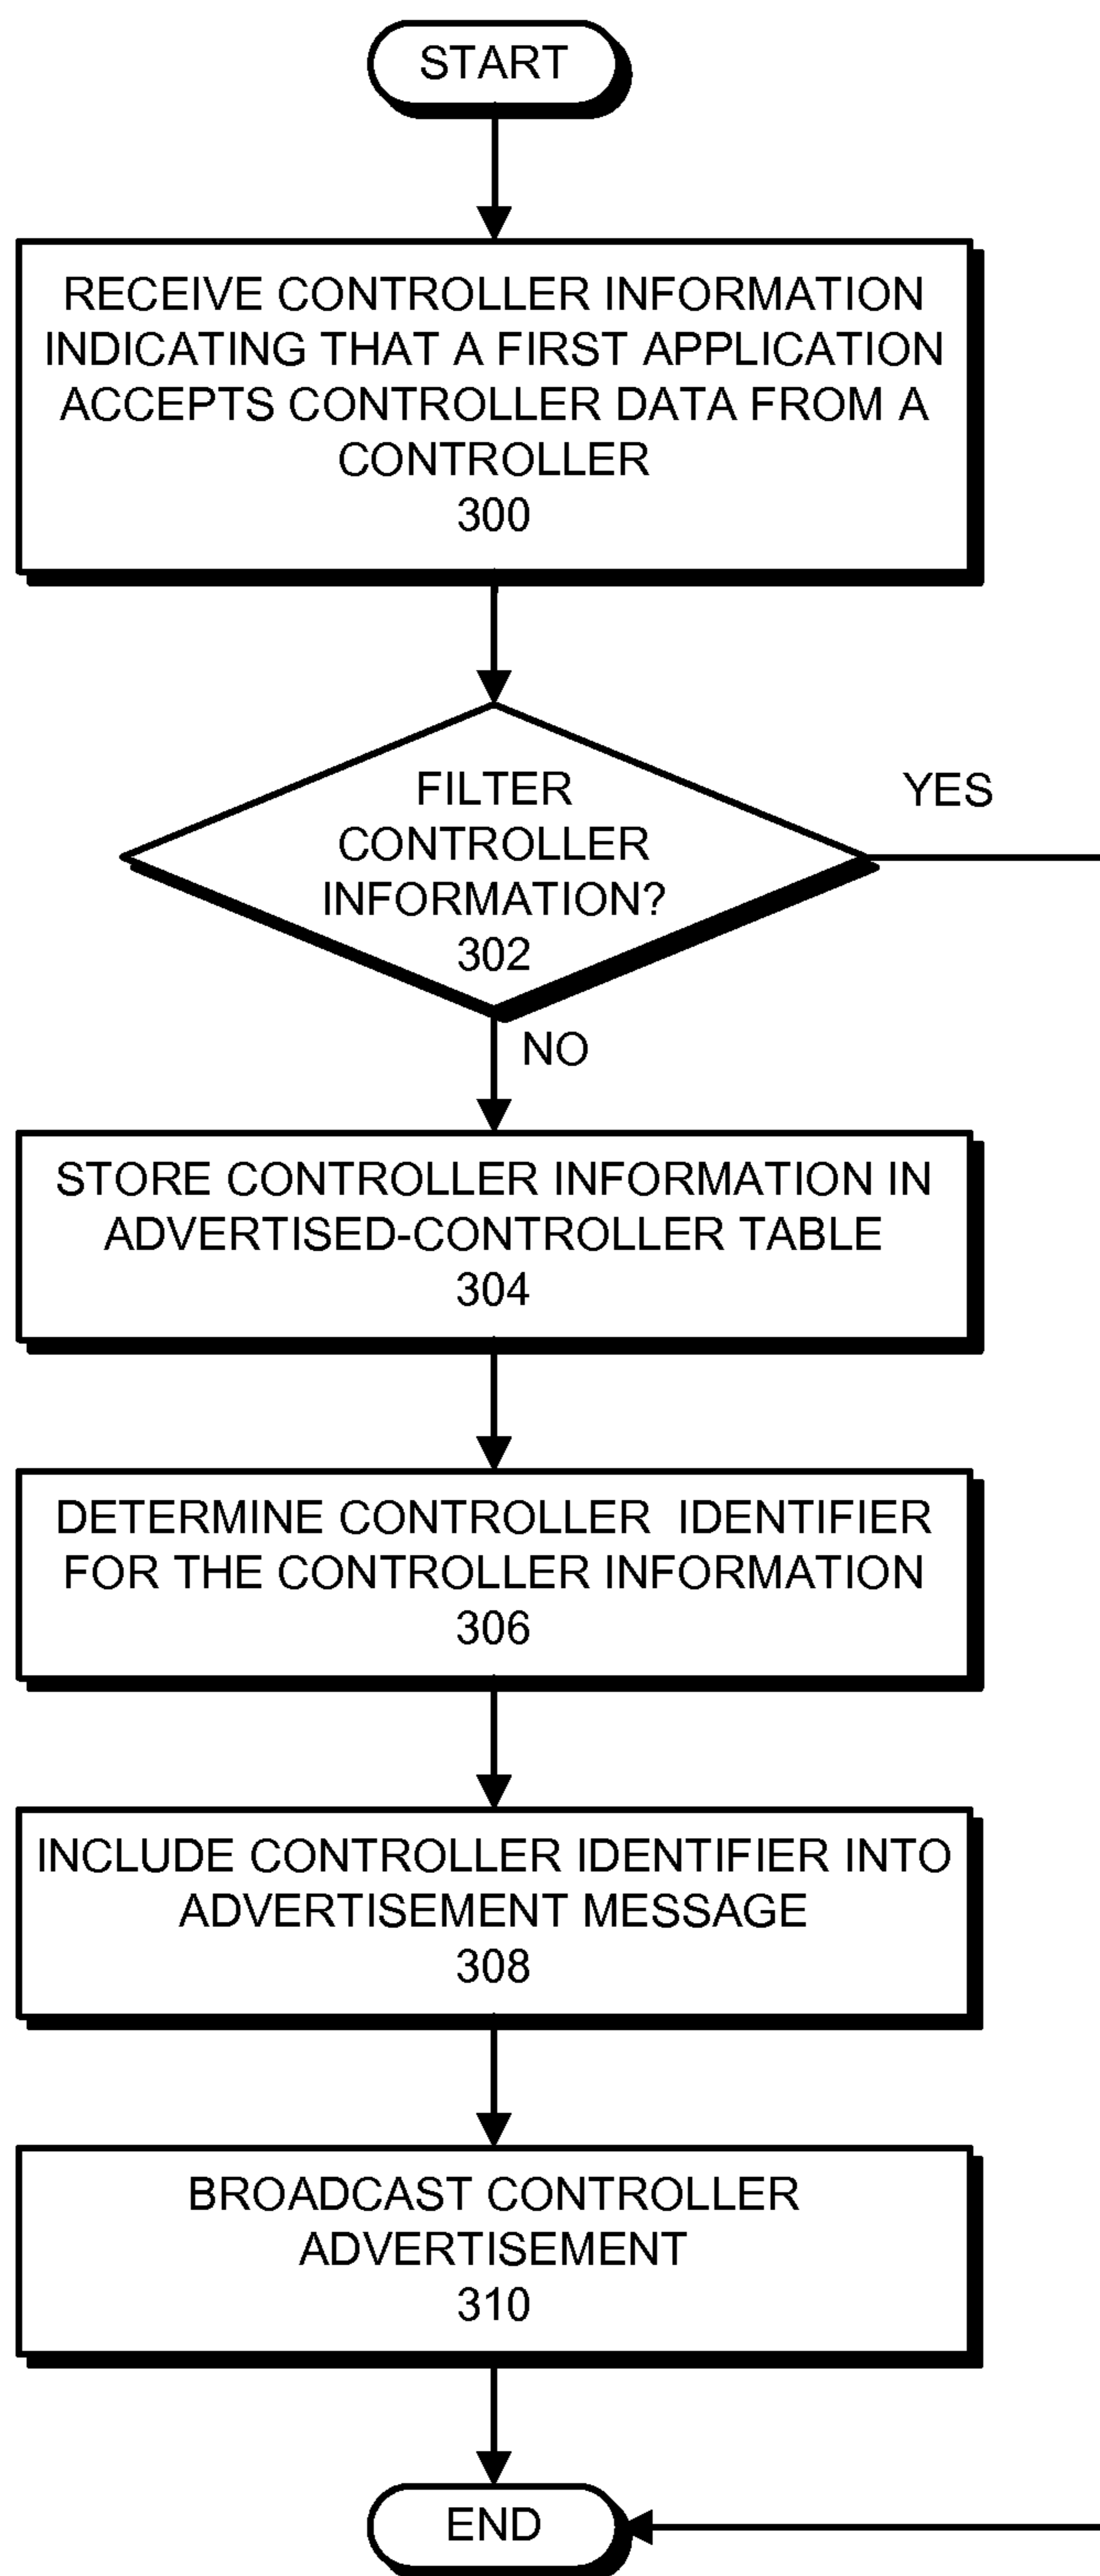 START
RECEIVE CONTROLLER INFORMATION
INDICATING THAT A FIRST APPLICATION
ACCEPTS CONTROLLER DATA FROM A
CONTROLLER
300
FILTER
CONTROLLER
INFORMATION?
302
YES
NO
STORE CONTROLLER INFORMATION IN
ADVERTISED-CONTROLLER TABLE
304
DETERMINE CONTROLLER IDENTIFIER
FOR THE CONTROLLER INFORMATION
306
INCLUDE CONTROLLER IDENTIFIER INTO
ADVERTISEMENT MESSAGE
308
BROADCAST CONTROLLER
ADVERTISEMENT
310
END